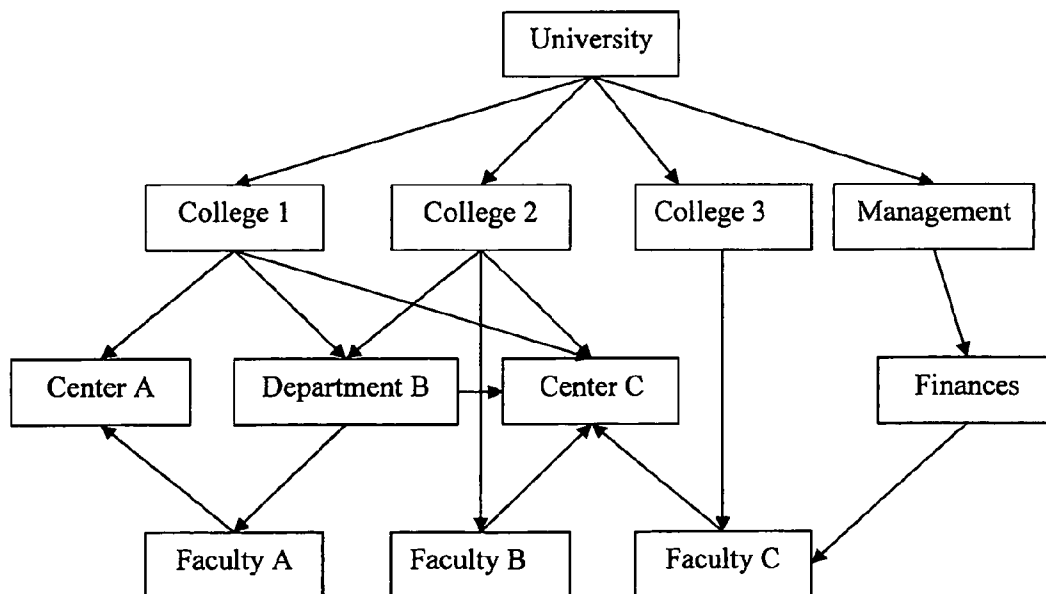 University
College 1
College 2
College 3
Management
Center A
Department B
Center C
Finances
Faculty A
Faculty B
Faculty C